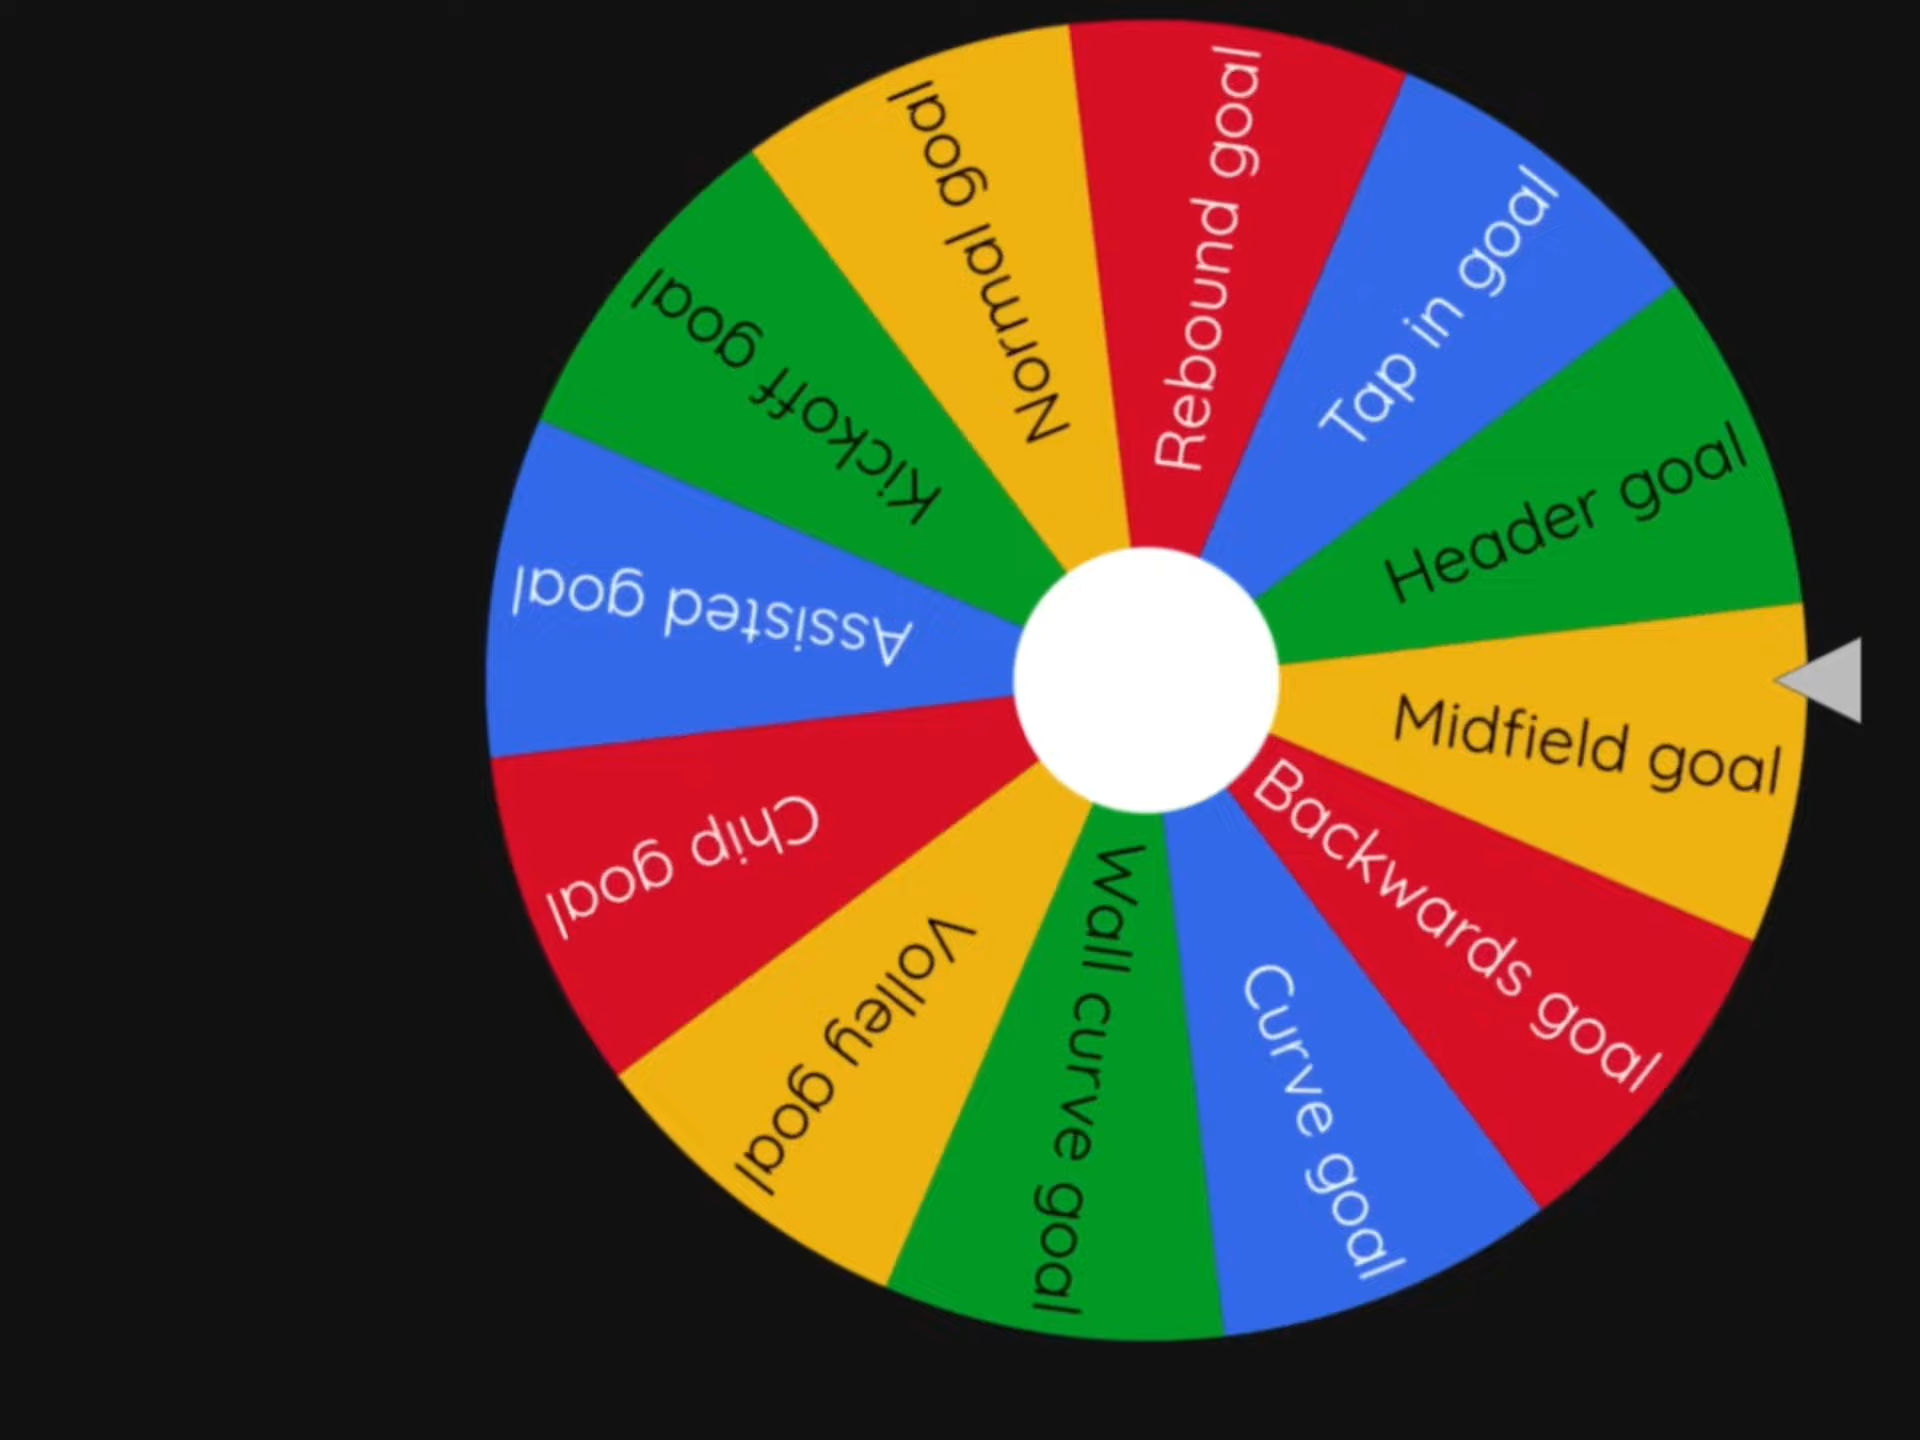 Rebound goal
Tap in goal
Header goal
Midfield goal
Backwards goal
Curve goal
Wall curve goal
Volley goal
Chip goal
Assisted goal
Kickoff goal
Normal goal